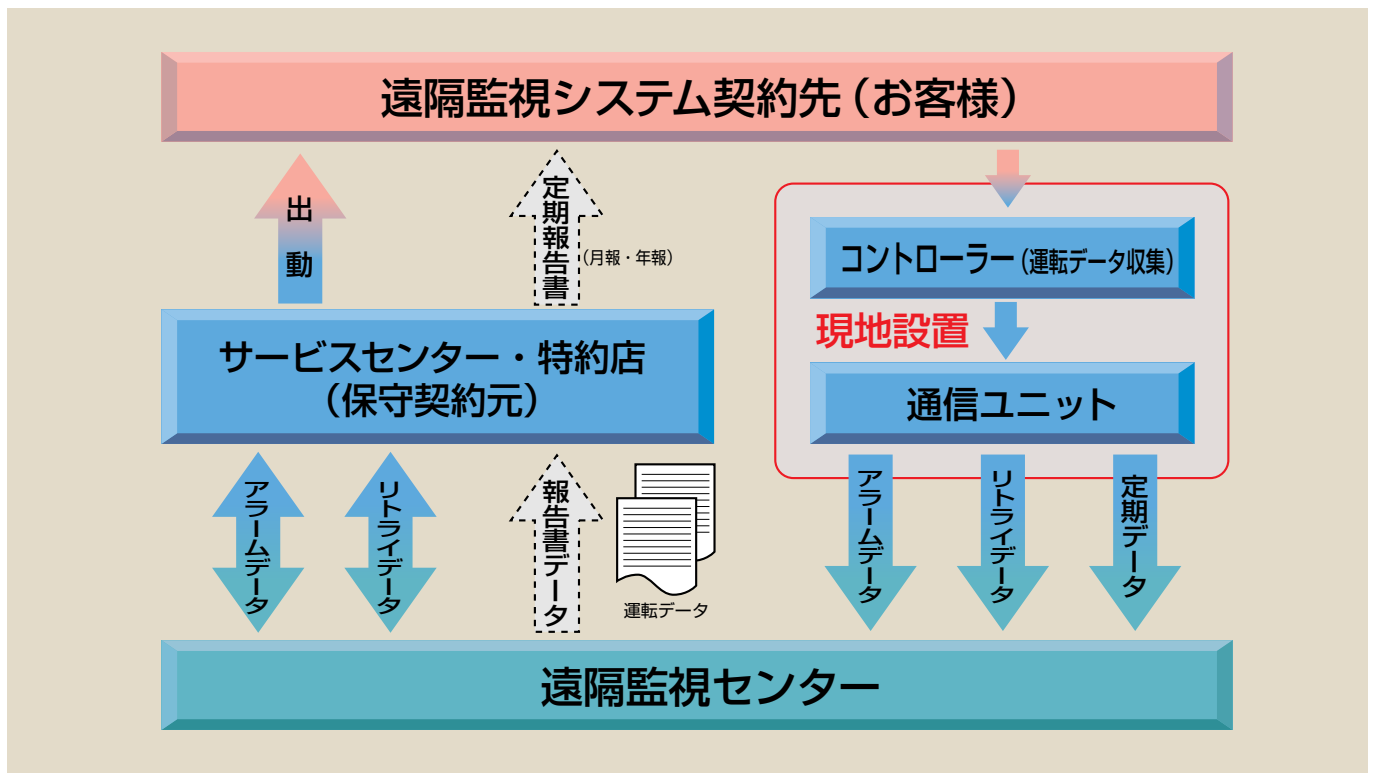 遠隔監視システム契約先（お客様）
出動
定期報告書
（月報・年報）
コントローラー（運転データ収集）
現地設置
通信ユニット
サービスセンター・特約店
（保守契約元）
アラームデータ
リトライデータ
報告書データ
運転データ
アラームデータ
リトライデータ
定期データ
遠隔監視センター